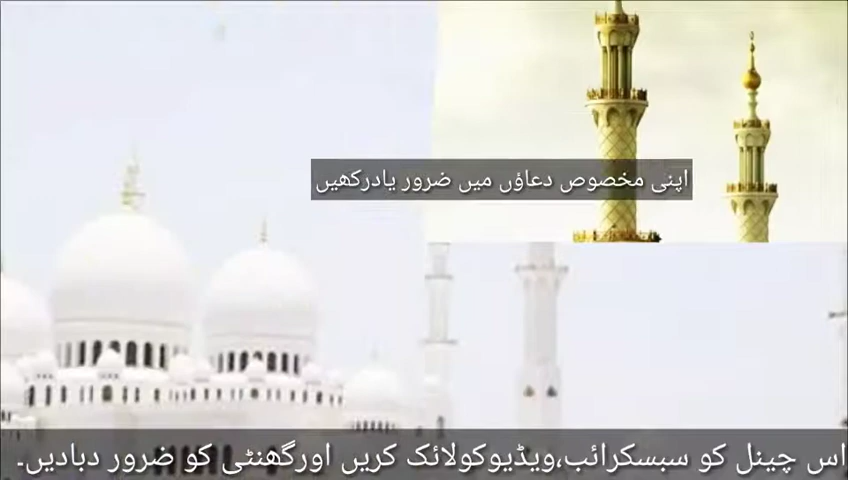 اپنی مخصوص دعاؤں میں ضرور یادرکھیں
اس چینل کو سبسکرائب،ویڈیوکولائک کریں اورگھنٹی کو ضرور دبادیں۔